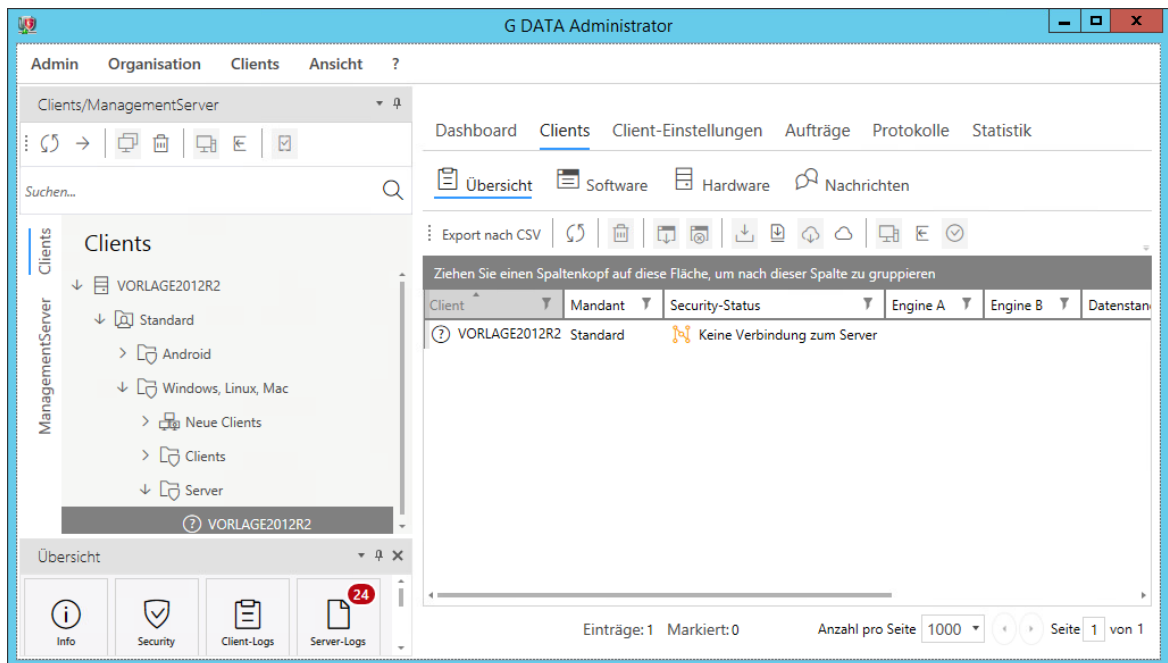 G DATA Administrator
Admin Organisation Clients Ansicht ?
Clients/ManagementServer
Suchen...
Clients
ManagementServer
Clients
VORLAGE2012R2
Standard
Android
Windows, Linux, Mac
Neue Clients
Clients
Server
VORLAGE2012R2
Übersicht
24
Info Security Client-Logs Server-Logs
Dashboard Clients Client-Einstellungen Aufträge Protokolle Statistik
Übersicht Software Hardware Nachrichten
Export nach CSV
Ziehen Sie einen Spaltenkopf auf diese Fläche, um nach dieser Spalte zu gruppieren
Client Mandant Security-Status Engine A Engine B Datenstan
VORLAGE2012R2 Standard Keine Verbindung zum Server
Einträge: 1 Markiert: 0 Anzahl pro Seite 1000 Seite 1 von 1